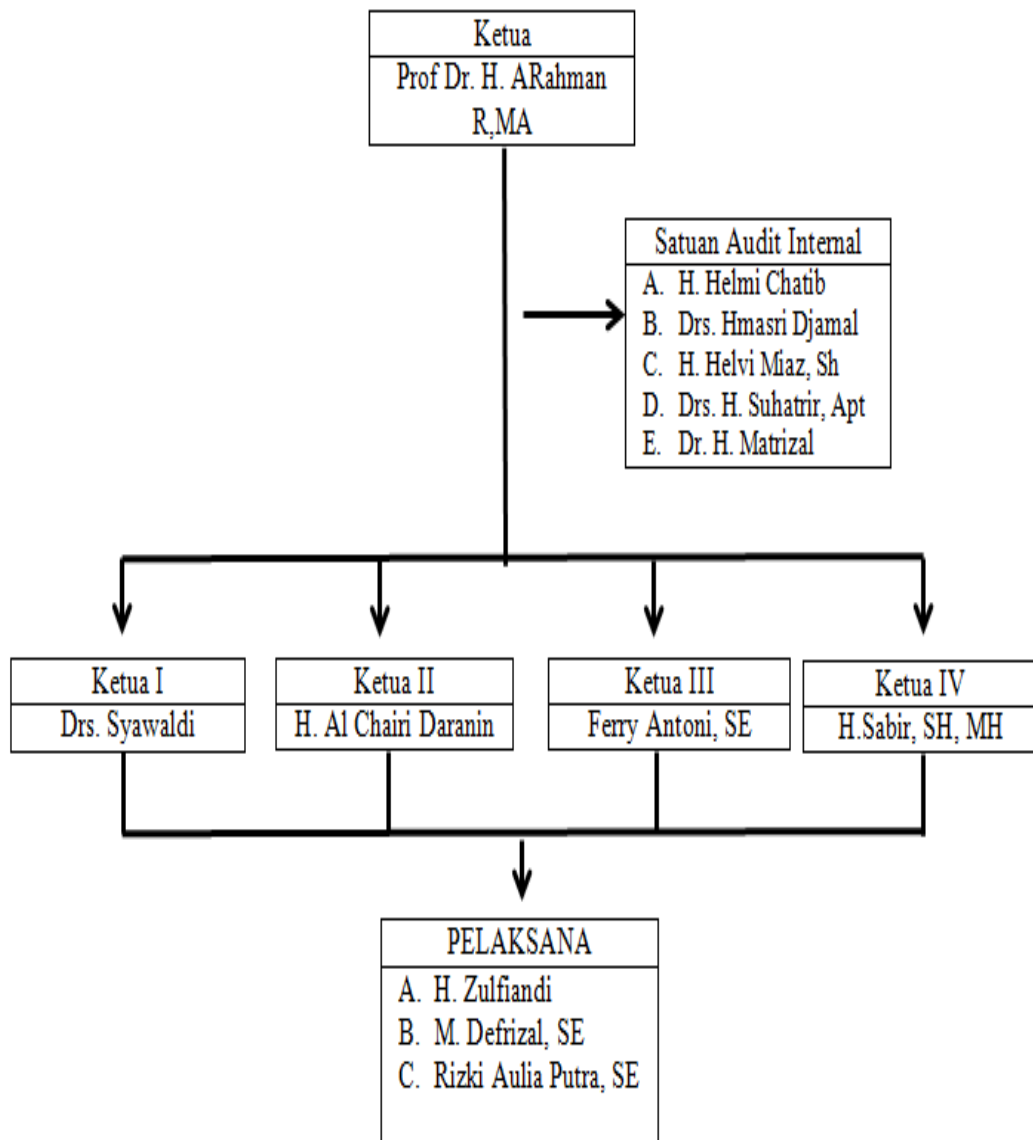 Ketua
Prof Dr. H. ARahman
R,MA
Satuan Audit Internal
A. H. Helmi Chatib
B. Drs. Hmasri Djamal
C. H. Helvi Miaz, Sh
D. Drs. H. Suhatrir, Apt
E. Dr. H. Matrizal
Ketua I
Drs. Syawaldi
Ketua II
H. Al Chairi Daranin
Ketua III
Ferry Antoni, SE
Ketua IV
H.Sabir, SH, MH
PELAKSANA
A. H. Zulfiandi
B. M. Defrizal, SE
C. Rizki Aulia Putra, SE